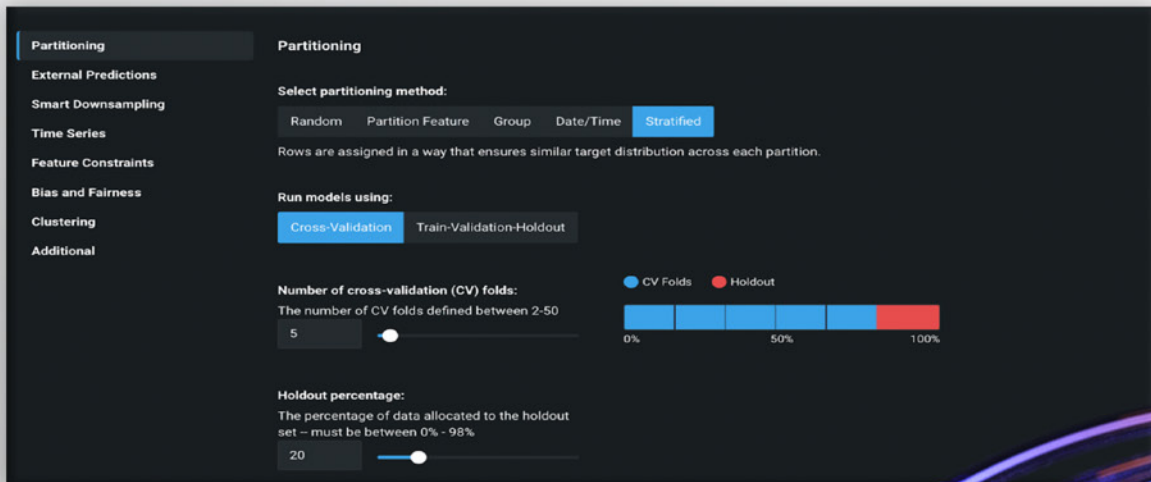 Partitioning
External Predictions
Smart Downsampling
Time Series
Feature Constraints
Bias and Fairness
Clustering
Additional
Partitioning
Select partitioning method:
Random Partition Feature Group Date/Time Stratified
Rows are assigned in a way that ensures similar target distribution across each partition.
Run models using:
Cross-Validation Train-Validation-Holdout
Number of cross-validation (CV) folds:
The number of CV folds defined between 2-50
5
CV Folds Holdout
0% 50% 100%
Holdout percentage:
The percentage of data allocated to the holdout
set – must be between 0% - 98%
20